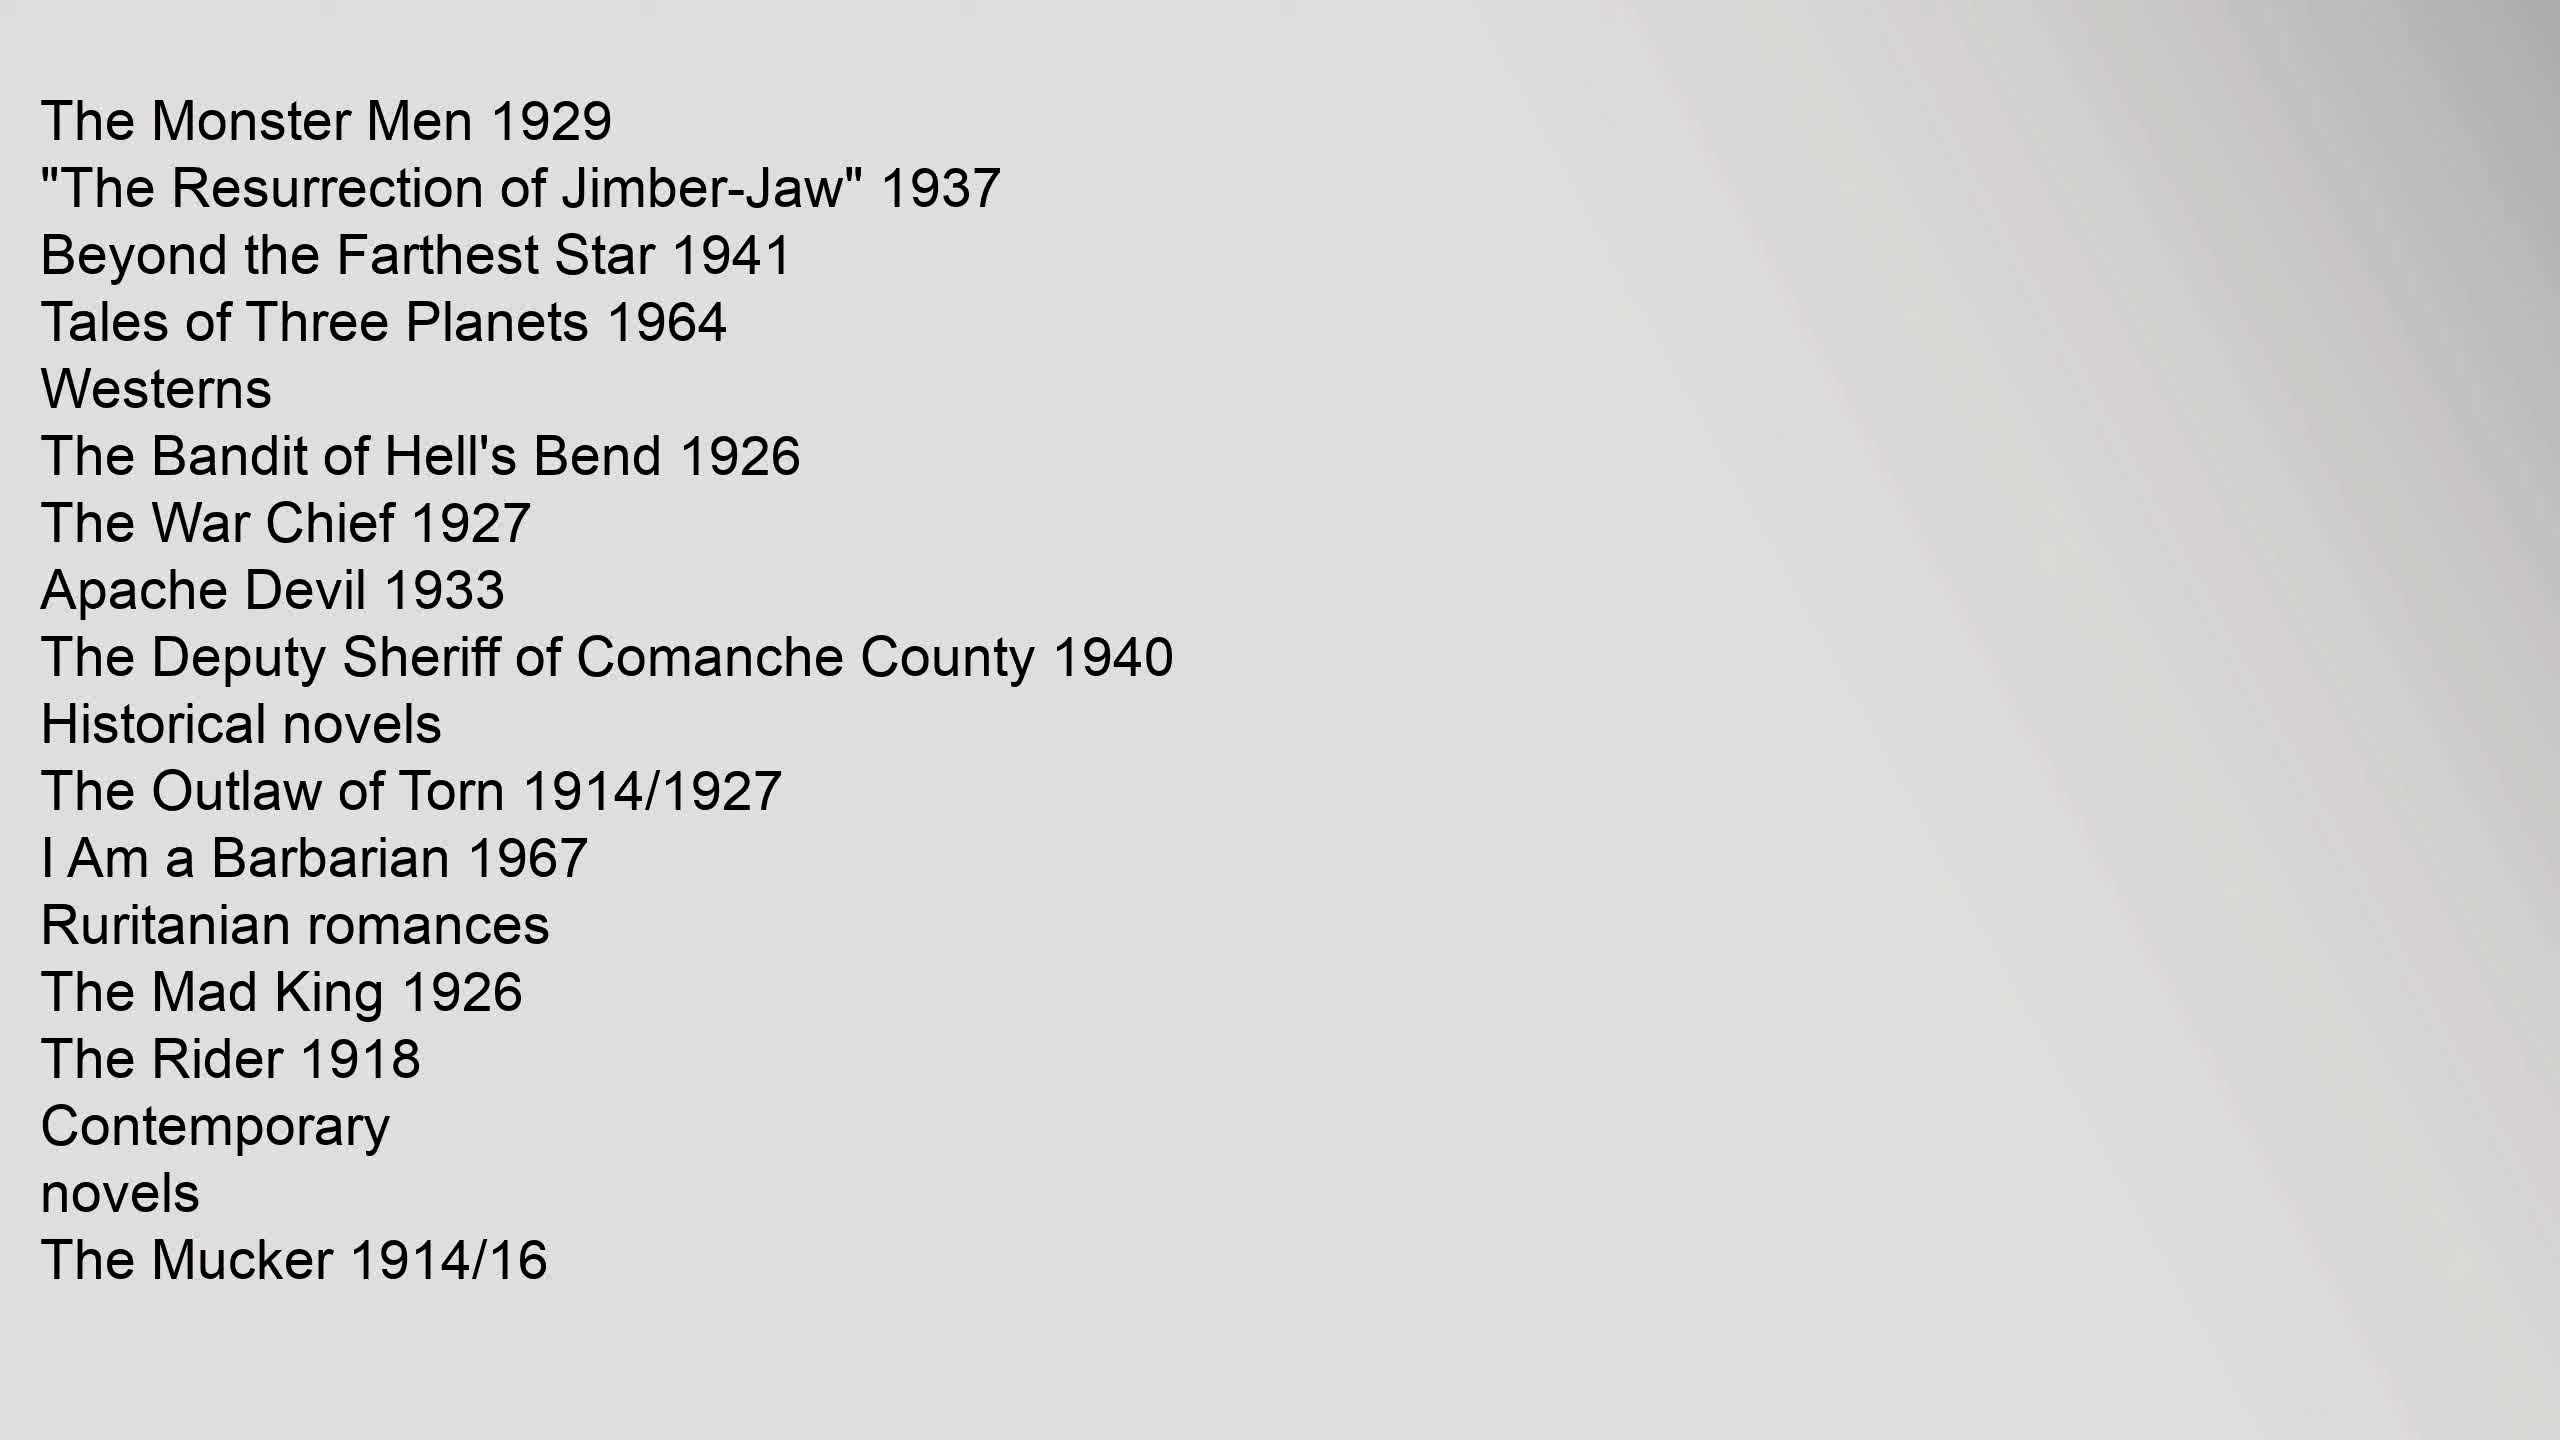 The Monster Men 1929
"The Resurrection of Jimber-Jaw" 1937
Beyond the Farthest Star 1941
Tales of Three Planets 1964
Westerns
The Bandit of Hell's Bend 1926
The War Chief 1927
Apache Devil 1933
The Deputy Sheriff of Comanche County 1940
Historical novels
The Outlaw of Torn 1914/1927
I Am a Barbarian 1967
Ruritanian romances
The Mad King 1926
The Rider 1918
Contemporary
novels
The Mucker 1914/16